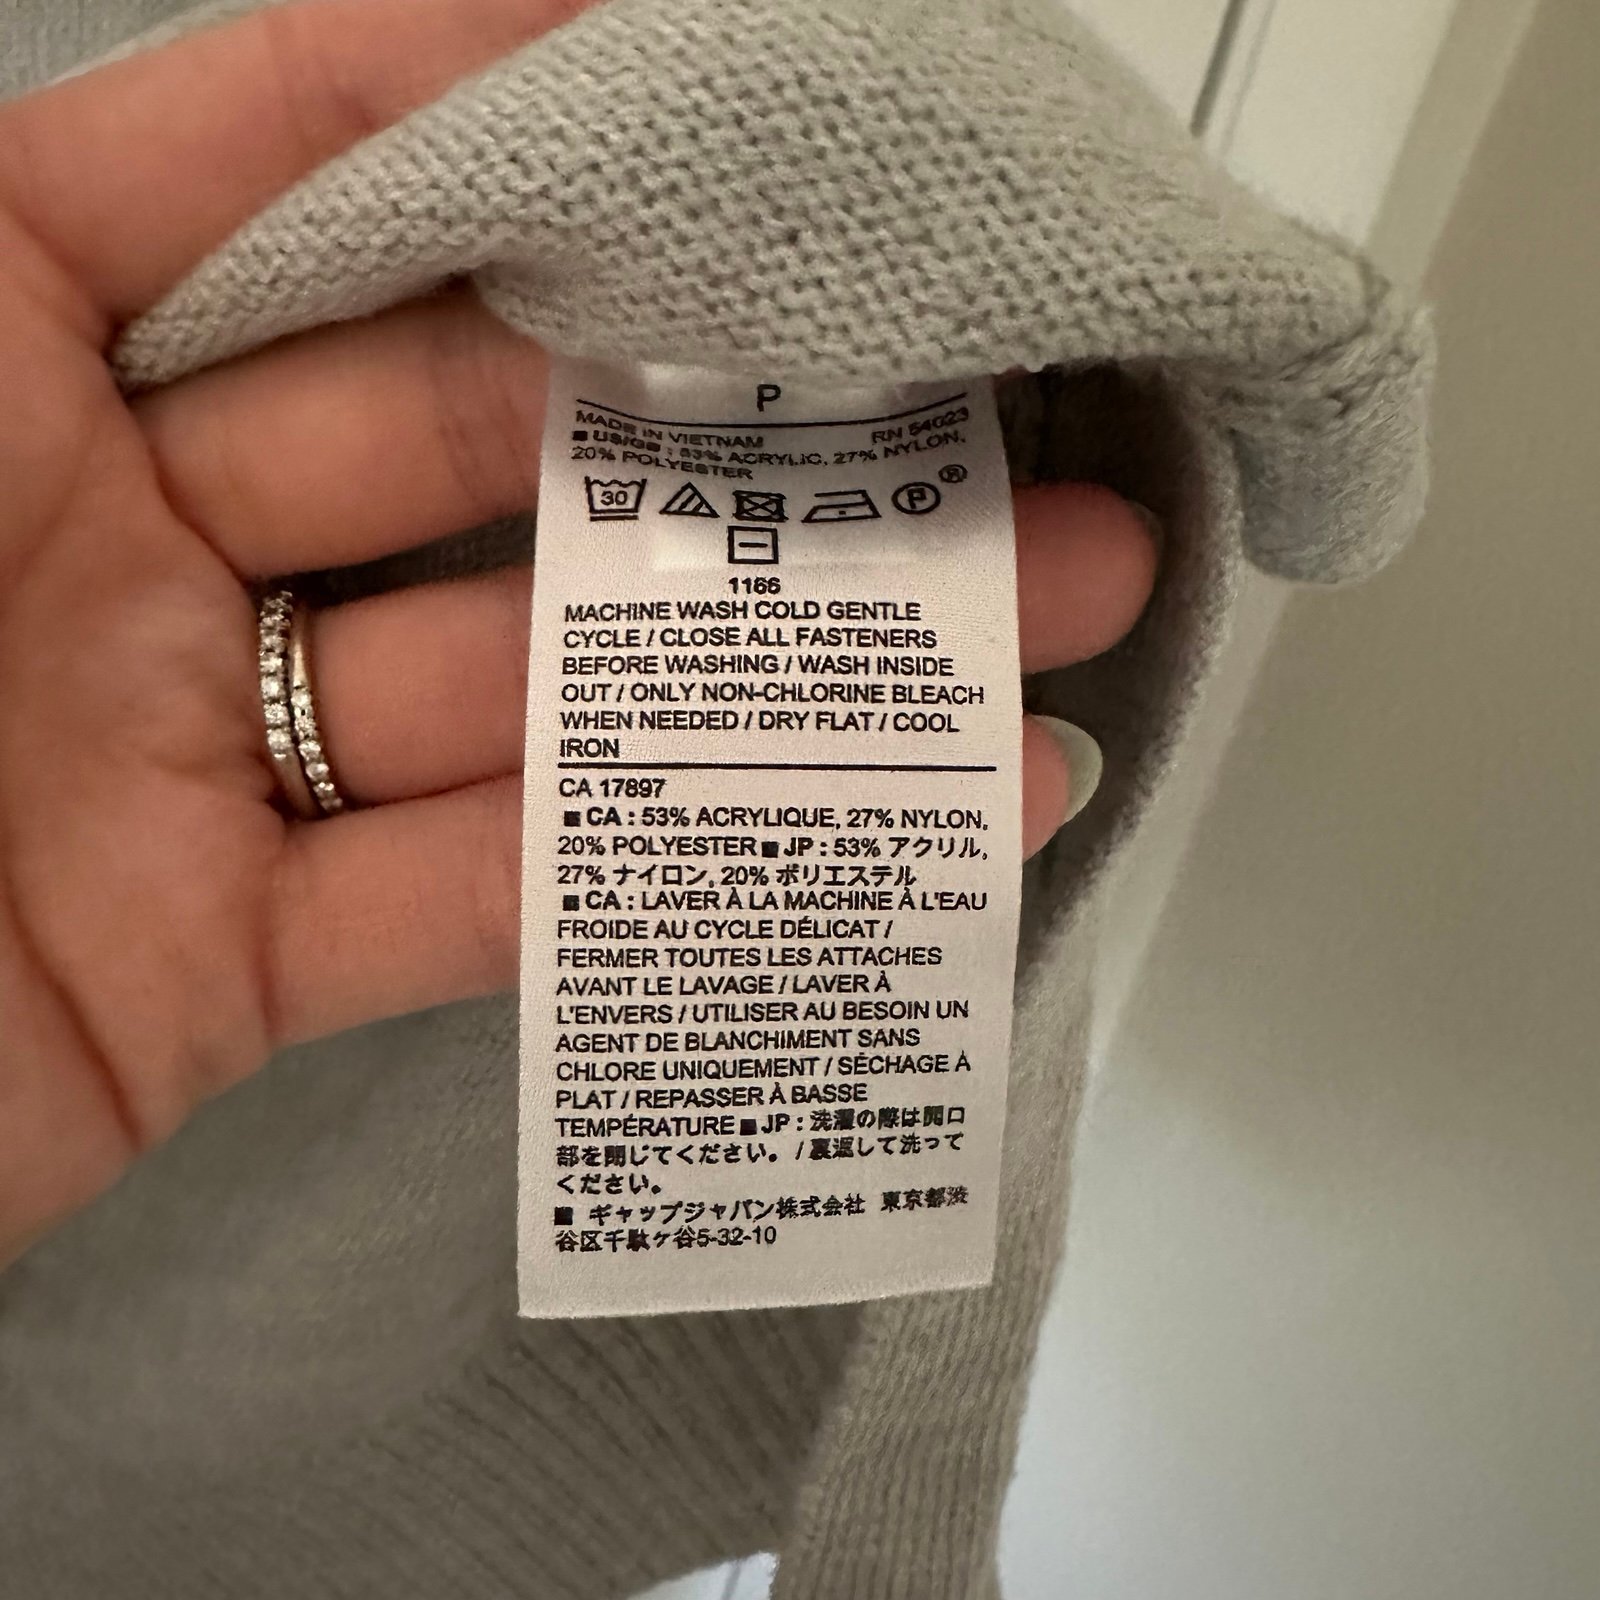 P
MADE IN VIETNAM RN 54023
■ US/GB : 53% ACRYLIC, 27% NYLON,
20% POLYESTER
30 P ®
1166
MACHINE WASH COLD GENTLE
CYCLE / CLOSE ALL FASTENERS
BEFORE WASHING / WASH INSIDE
OUT / ONLY NON-CHLORINE BLEACH
WHEN NEEDED / DRY FLAT / COOL
IRON
CA 17897
■ CA : 53% ACRYLIQUE, 27% NYLON,
20% POLYESTER ■ JP : 53% アクリル,
27% ナイロン, 20% ポリエステル
■ CA : LAVER À LA MACHINE À L'EAU
FROIDE AU CYCLE DÉLICAT /
FERMER TOUTES LES ATTACHES
AVANT LE LAVAGE / LAVER À
L'ENVERS / UTILISER AU BESOIN UN
AGENT DE BLANCHIMENT SANS
CHLORE UNIQUEMENT / SÉCHAGE À
PLAT / REPASSER À BASSE
TEMPÉRATURE ■ JP : 洗濯の際は開口
部を閉じてください。 / 裏返して洗って
ください。
■ ギャップジャパン株式会社 東京都渋
谷区千駄ケ谷5-32-10